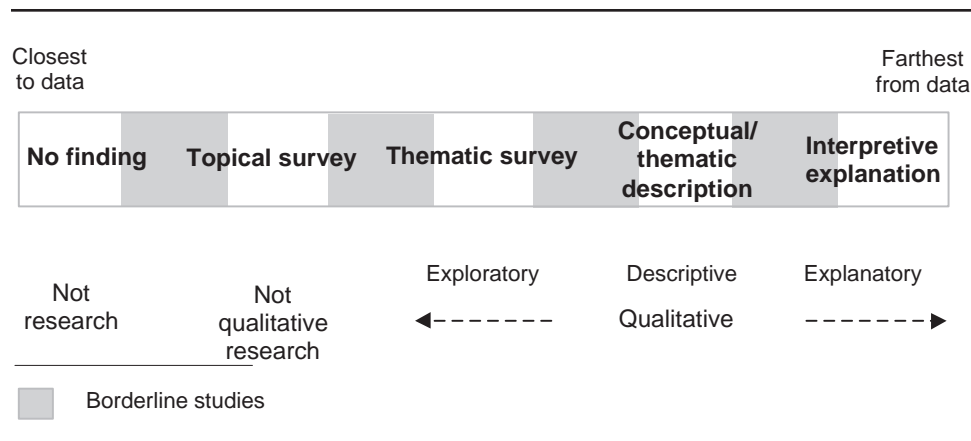 Closest
to data
Farthest
from data
No finding
Topical survey
Thematic survey
Conceptual/
thematic
description
Interpretive
explanation
Not
research
Not
qualitative
research
Exploratory
Descriptive
Explanatory
Qualitative
Borderline studies